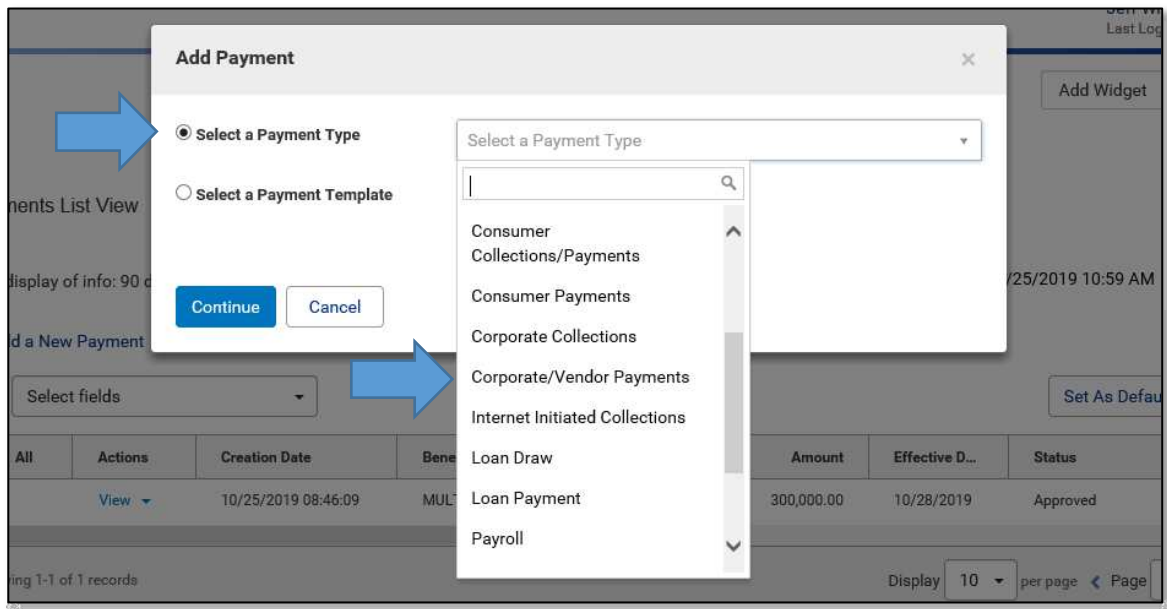 Last Log
Add Payment
Add Widget
Select a Payment Type
Select a Payment Type
Select a Payment Template
ments List View
Consumer
Collections/Payments
display of info: 90 d
/25/2019 10:59 AM
Consumer Payments
Continue
Cancel
Corporate Collections
d a New Payment
Corporate/Vendor Payments
Select fields
Set As Defau
Internet Initiated Collections
All Actions Creation Date Bene Amount Effective D... Status
Loan Draw
View 10/25/2019 08:46:09 MULT 300,000.00 10/28/2019 Approved
Loan Payment
Payroll
ing 1-1 of 1 records
Display 10 per page Page